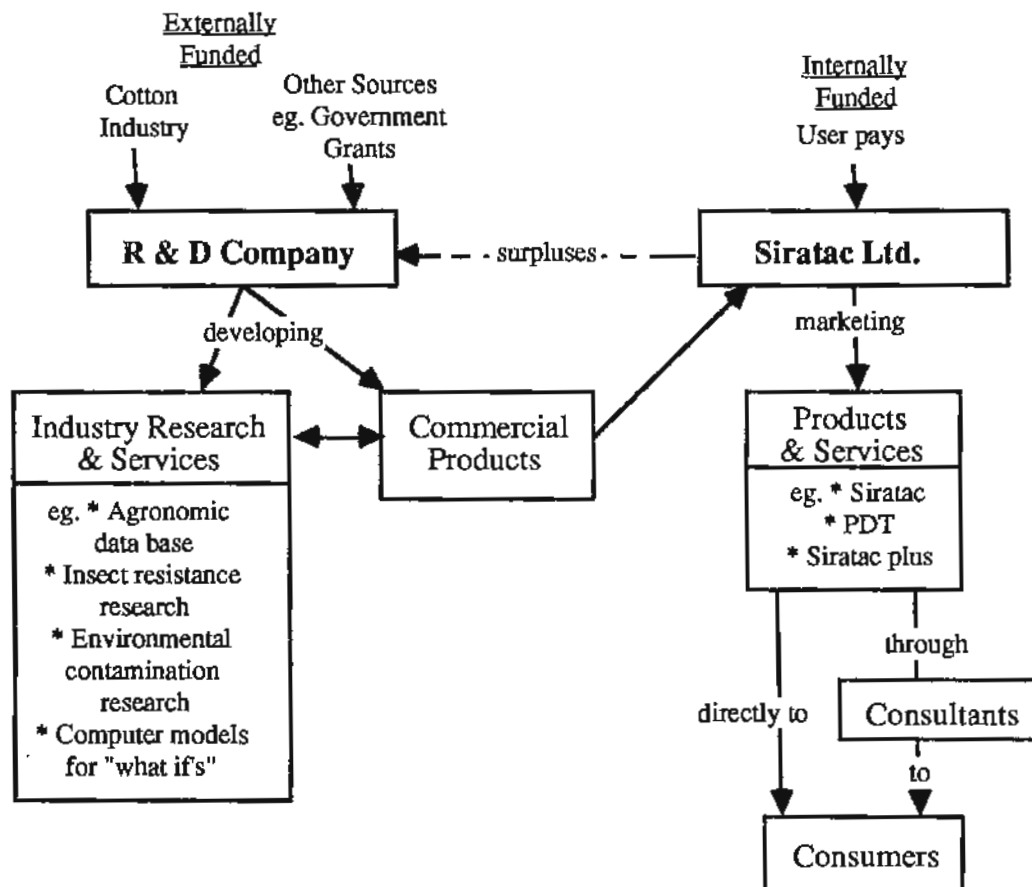 Externally
Funded
Cotton
Industry
Other Sources
eg. Government
Grants
Internally
Funded
User pays
R & D Company
surpluses
Siratac Ltd.
developing
marketing
Industry Research
& Services
Commercial
Products
Products
& Services
eg. * Agronomic
data base
* Insect resistance
research
* Environmental
contamination
research
* Computer models
for "what if's"
eg. * Siratac
* PDT
* Siratac plus
through
directly to
Consultants
to
Consumers